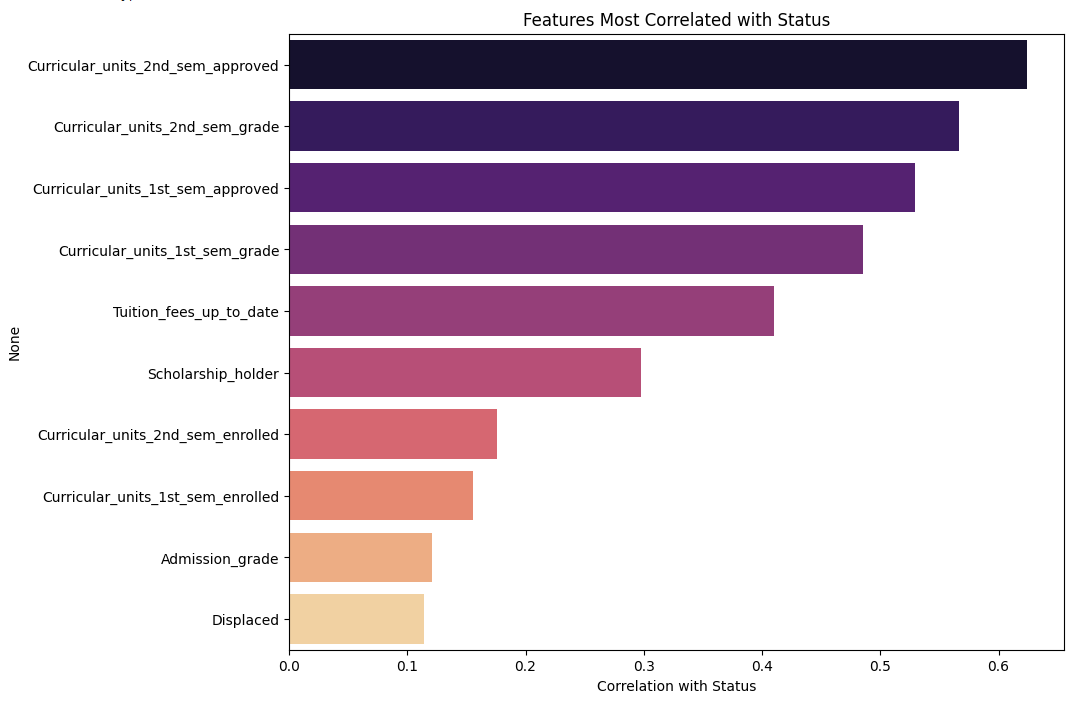 Features Most Correlated with Status
Curricular_units_2nd_sem_approved
Curricular_units_2nd_sem_grade
Curricular_units_1st_sem_approved
Curricular_units_1st_sem_grade
Tuition_fees_up_to_date
Scholarship_holder
Curricular_units_2nd_sem_enrolled
Curricular_units_1st_sem_enrolled
Admission_grade
Displaced
None
0.0 0.1 0.2 0.3 0.4 0.5 0.6
Correlation with Status